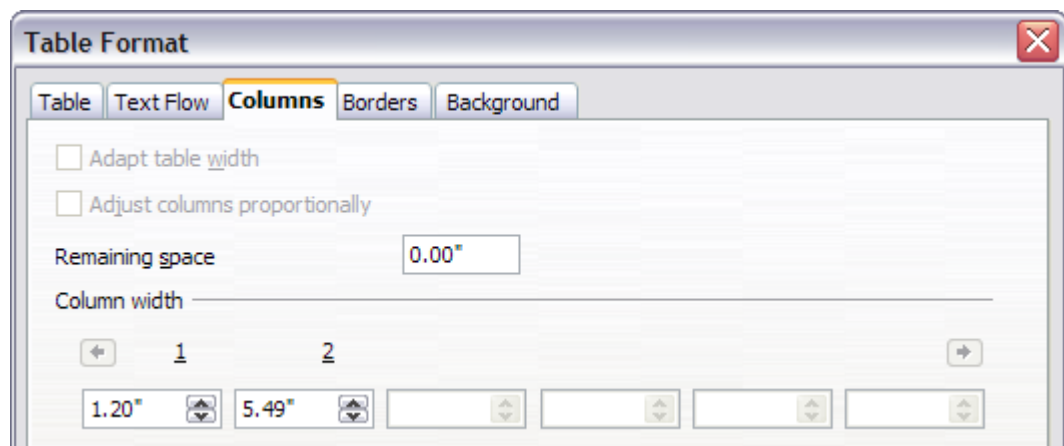 Table Format
Table Text Flow Columns Borders Background
Adapt table width
Adjust columns proportionally
Remaining space 0.00"
Column width
1 2
1.20" 5.49"